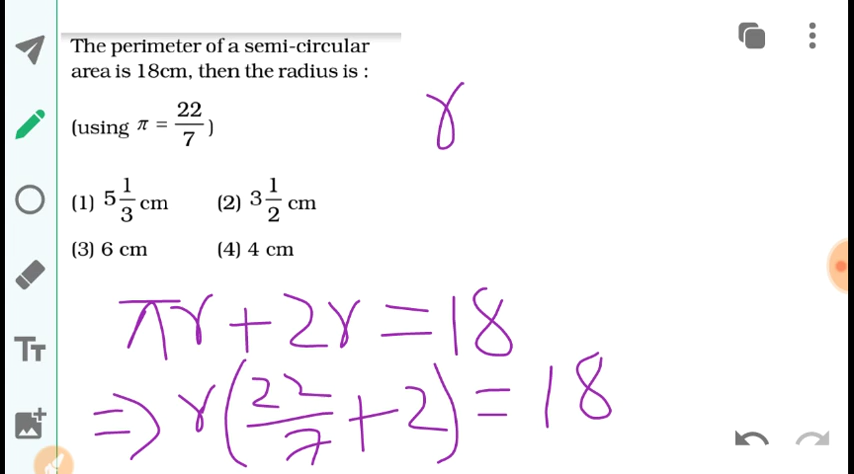 The perimeter of a semi-circular
area is 18cm, then the radius is :
(using π = 22/7)
(1) 5 1/3 cm (2) 3 1/2 cm
(3) 6 cm (4) 4 cm
r
πr + 2r = 18
⇒ r(22/7 + 2) = 18
TT